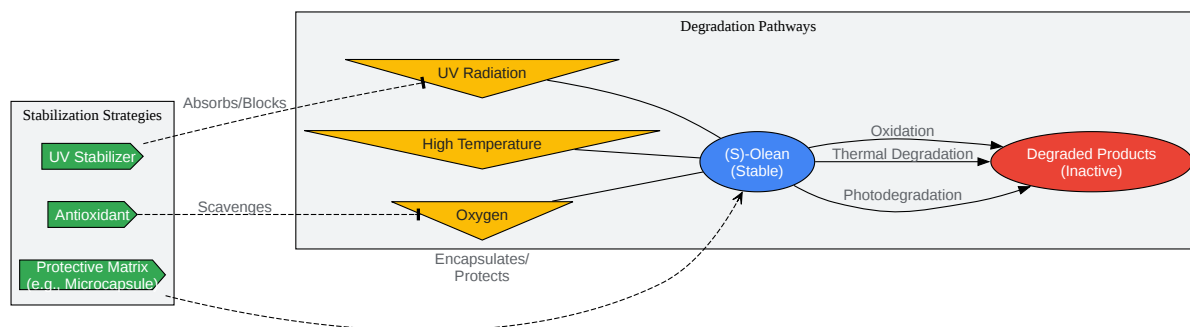 Degradation Pathways
UV Radiation
Absorbs/Blocks
Stabilization Strategies
UV Stabilizer
High Temperature
(S)-Olean
(Stable)
Oxidation
Thermal Degradation
Photodegradation
Degraded Products
(Inactive)
Antioxidant
Scavenges
Oxygen
Encapsulates/
Protects
Protective Matrix
(e.g., Microcapsule)